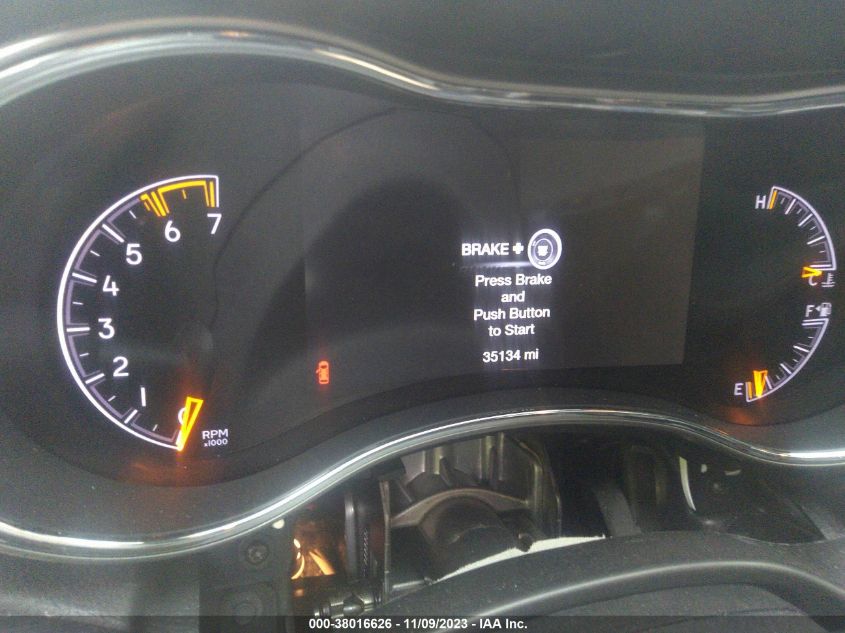 7
6
5
4
3
2
1
0
RPM
x1000
BRAKE +
Press Brake
and
Push Button
to Start
35134 mi
H
C
F
E
000-38016626 - 11/09/2023 - IAA Inc.